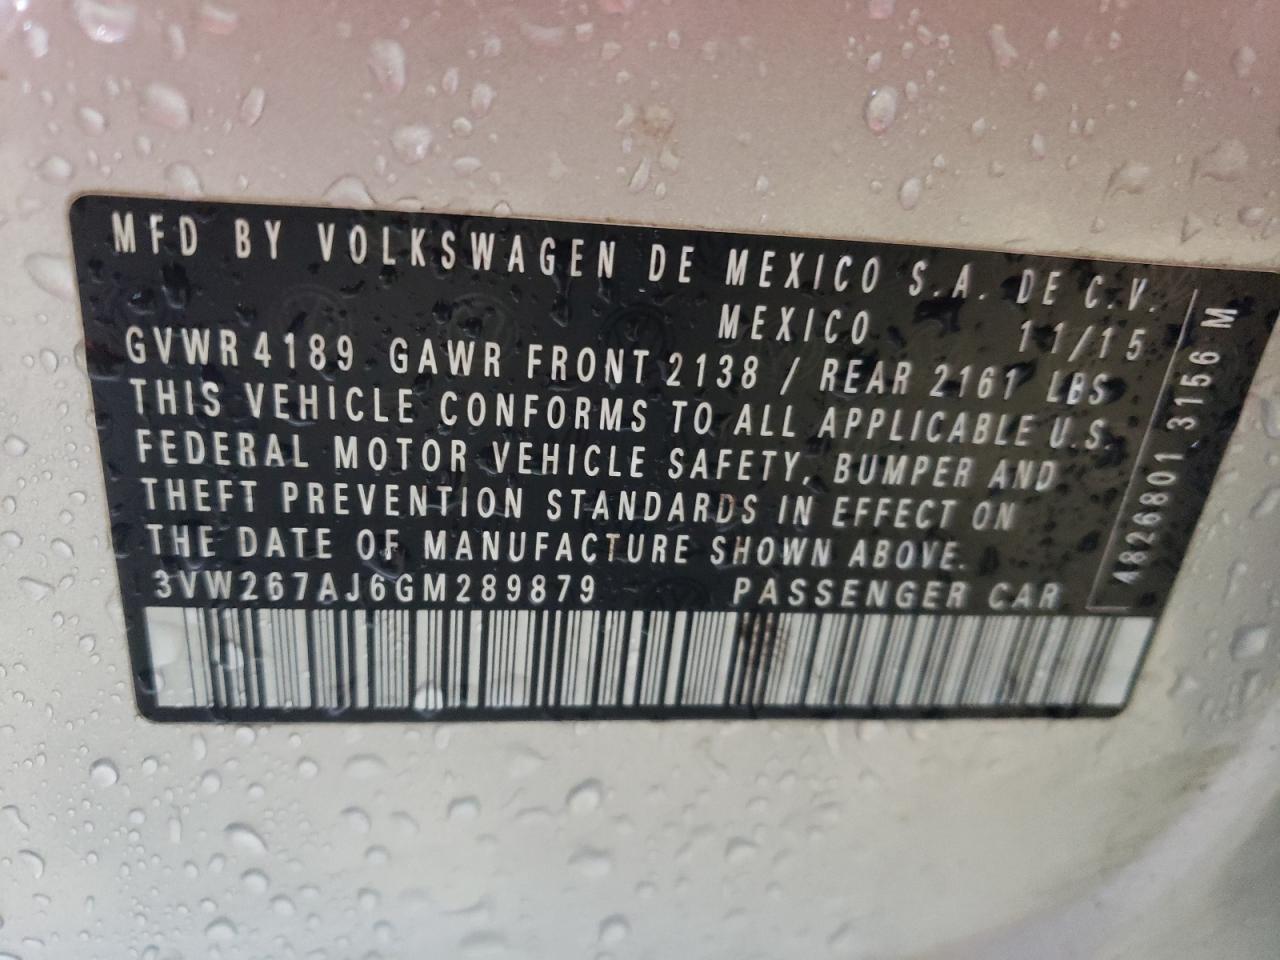 MFD BY VOLKSWAGEN DE MEXICO S.A. DE C.V.
MEXICO 11/15
GVWR 4189 GAWR FRONT 2138 / REAR 2161 LBS
THIS VEHICLE CONFORMS TO ALL APPLICABLE U.S.
FEDERAL MOTOR VEHICLE SAFETY, BUMPER AND
THEFT PREVENTION STANDARDS IN EFFECT ON
THE DATE OF MANUFACTURE SHOWN ABOVE.
3VW267AJ6GM289879 PASSENGER CAR
4826801 3156 M